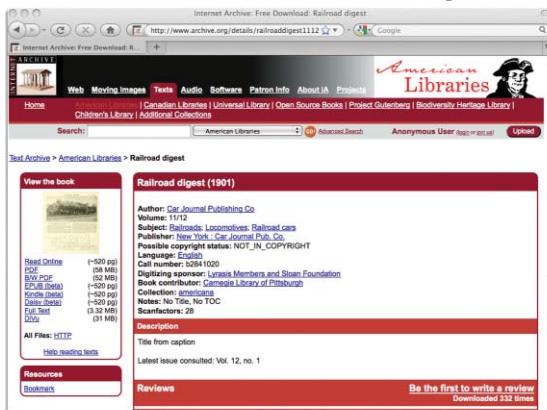 Internet Archive: Free Download: Railroad digest
http://www.archive.org/details/railroaddigest1112
Google
Internet Archive: Free Download: R...
INTERNET ARCHIVE
American Libraries
Web Moving Images Texts Audio Software Patron Info About IA Projects
Home American Libraries | Canadian Libraries | Universal Library | Open Source Books | Project Gutenberg | Biodiversity Heritage Library |
Children's Library | Additional Collections
Search: American Libraries GO! Advanced Search Anonymous User (login or join us) Upload
Text Archive > American Libraries > Railroad digest
View the book
Read Online (~520 pg)
PDF (58 MB)
B/W PDF (52 MB)
EPUB (beta) (~520 pg)
Kindle (beta) (~520 pg)
Daisy (beta) (~520 pg)
Full Text (3.32 MB)
DjVu (31 MB)
All Files: HTTP
Help reading texts
Resources
Bookmark
Railroad digest (1901)
Author: Car Journal Publishing Co
Volume: 11/12
Subject: Railroads; Locomotives; Railroad cars
Publisher: New York : Car Journal Pub. Co.
Possible copyright status: NOT_IN_COPYRIGHT
Language: English
Call number: b2841020
Digitizing sponsor: Lyrasis Members and Sloan Foundation
Book contributor: Carnegie Library of Pittsburgh
Collection: americana
Notes: No Title, No TOC
Scanfactors: 28
Description
Title from caption
Latest issue consulted: Vol. 12, no. 1
Reviews
Be the first to write a review
Downloaded 332 times